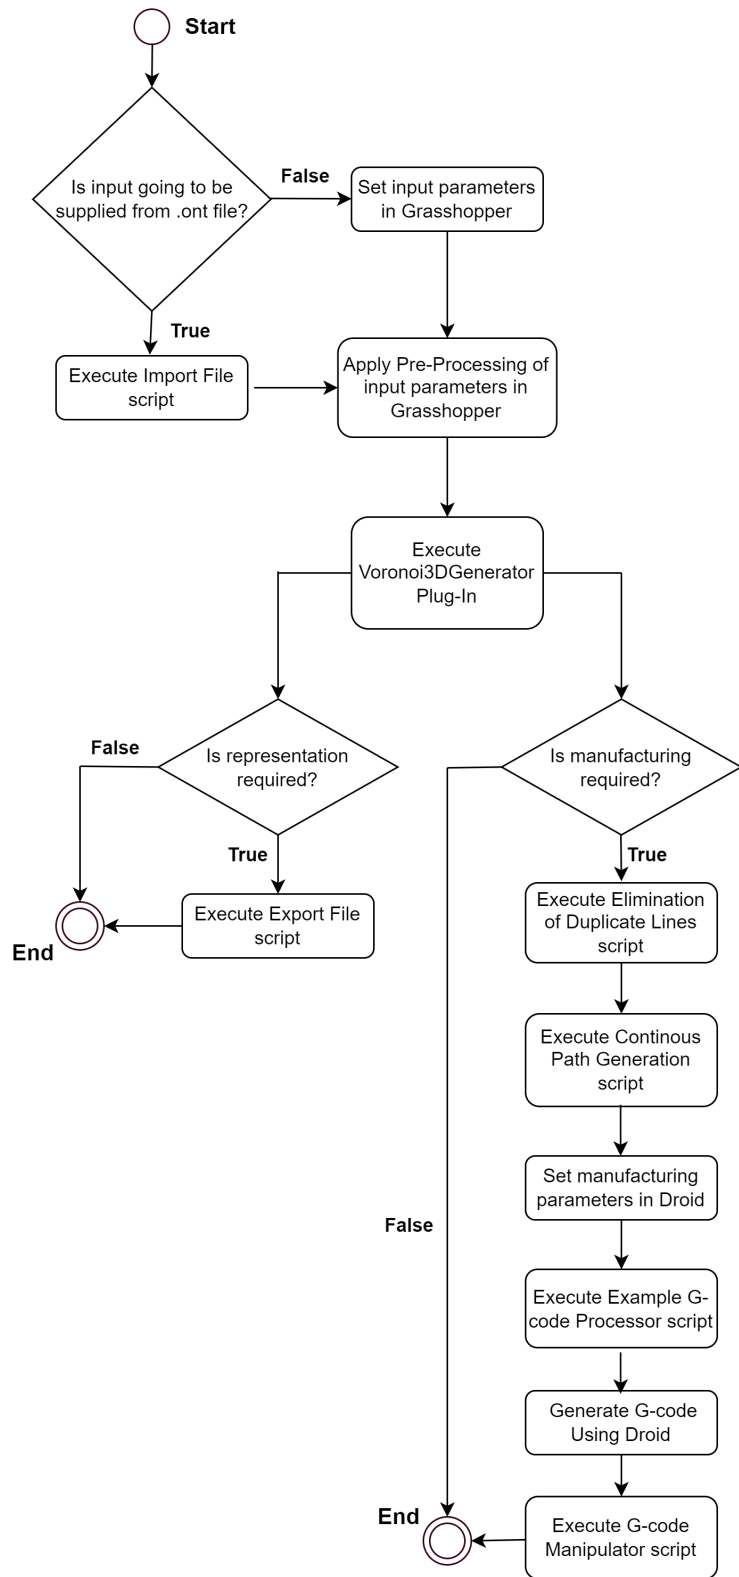 Start
Is input going to be
supplied from .ont file?
False
Set input parameters
in Grasshopper
True
Execute Import File
script
Apply Pre-Processing of
input parameters in
Grasshopper
Execute
Voronoi3DGenerator
Plug-In
False
Is representation
required?
Is manufacturing
required?
True
True
Execute Export File
script
End
Execute Elimination
of Duplicate Lines
script
Execute Continous
Path Generation
script
Set manufacturing
parameters in Droid
False
Execute Example G-
code Processor script
Generate G-code
Using Droid
End
Execute G-code
Manipulator script